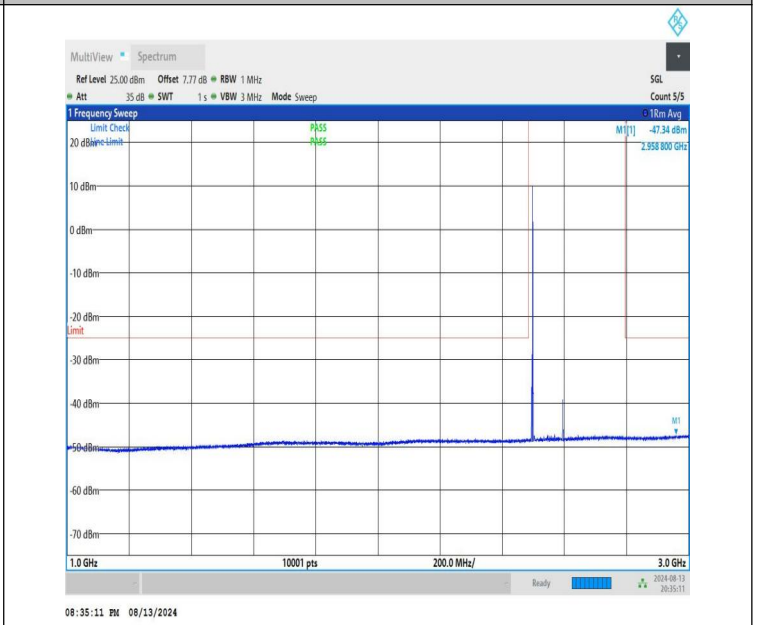 R&S
MultiView Spectrum
Ref Level 25.00 dBm Offset 7.77 dB RBW 1 MHz SGL
Att 35 dB SWT 1 s VBW 3 MHz Mode Sweep Count 5/5
1 Frequency Sweep 1Rm Avg
Limit Check PASS M1[1] -47.34 dBm
20 dBm Line Limit PASS 2.958 800 GHz
10 dBm
0 dBm
-10 dBm
-20 dBm
Limit
-30 dBm
-40 dBm
M1
-50 dBm
-60 dBm
-70 dBm
1.0 GHz 10001 pts 200.0 MHz/ 3.0 GHz
Ready 2024-08-13
20:35:11
08:35:11 PM 08/13/2024